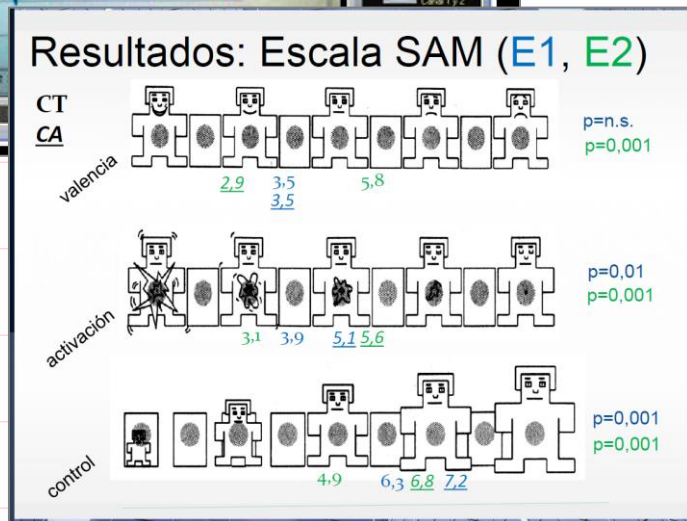 Resultados: Escala SAM (E1, E2)
CT
CA
valencia
2,9 3,5 5,8
3,5
p=n.s.
p=0,001
activación
3,1 3,9 5,1 5,6
p=0,01
p=0,001
control
4,9 6,3 6,8 7,2
p=0,001
p=0,001